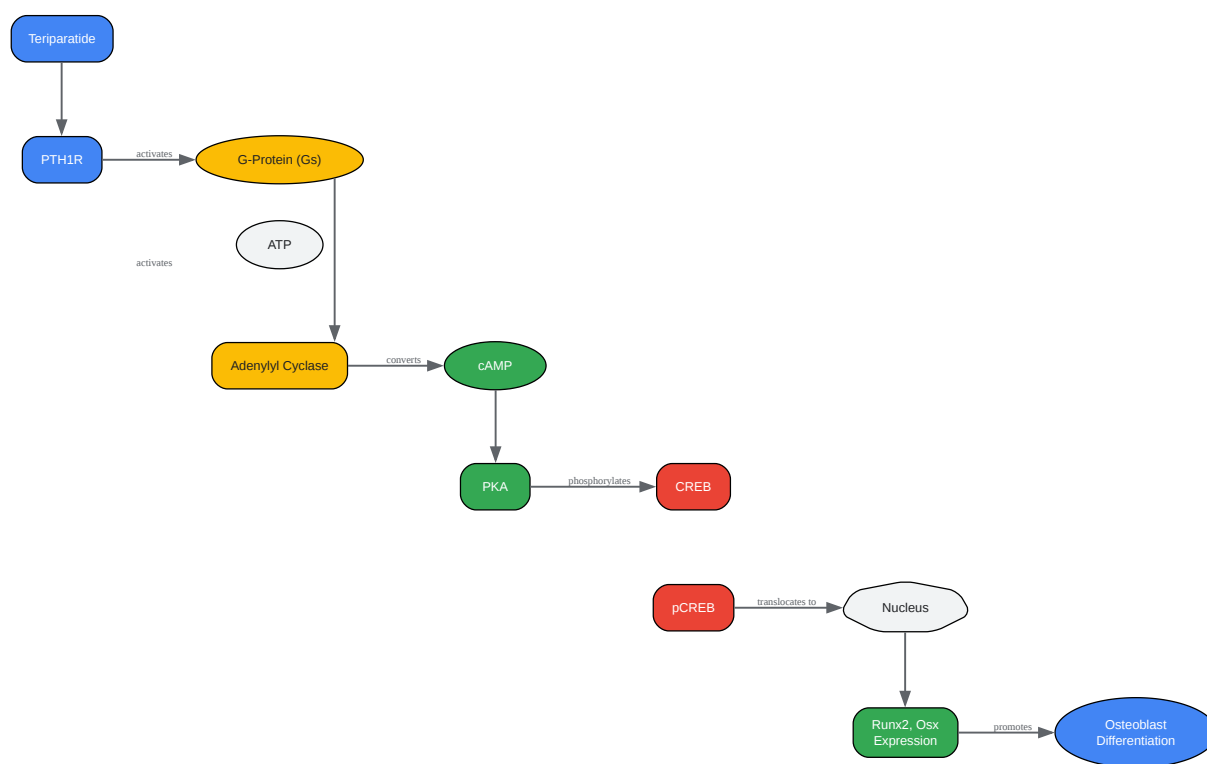 Teriparatide
PTH1R
activates
G-Protein (Gs)
ATP
activates
Adenylyl Cyclase
converts
cAMP
PKA
phosphorylates
CREB
pCREB
translocates to
Nucleus
Runx2, Osx
Expression
promotes
Osteoblast
Differentiation